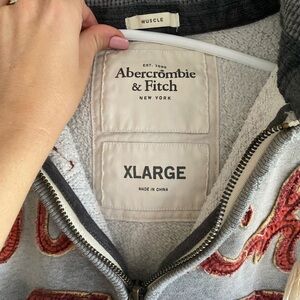 MUSCLE
EST. 1892
Abercrombie
& Fitch
NEW YORK
XLARGE
MADE IN CHINA